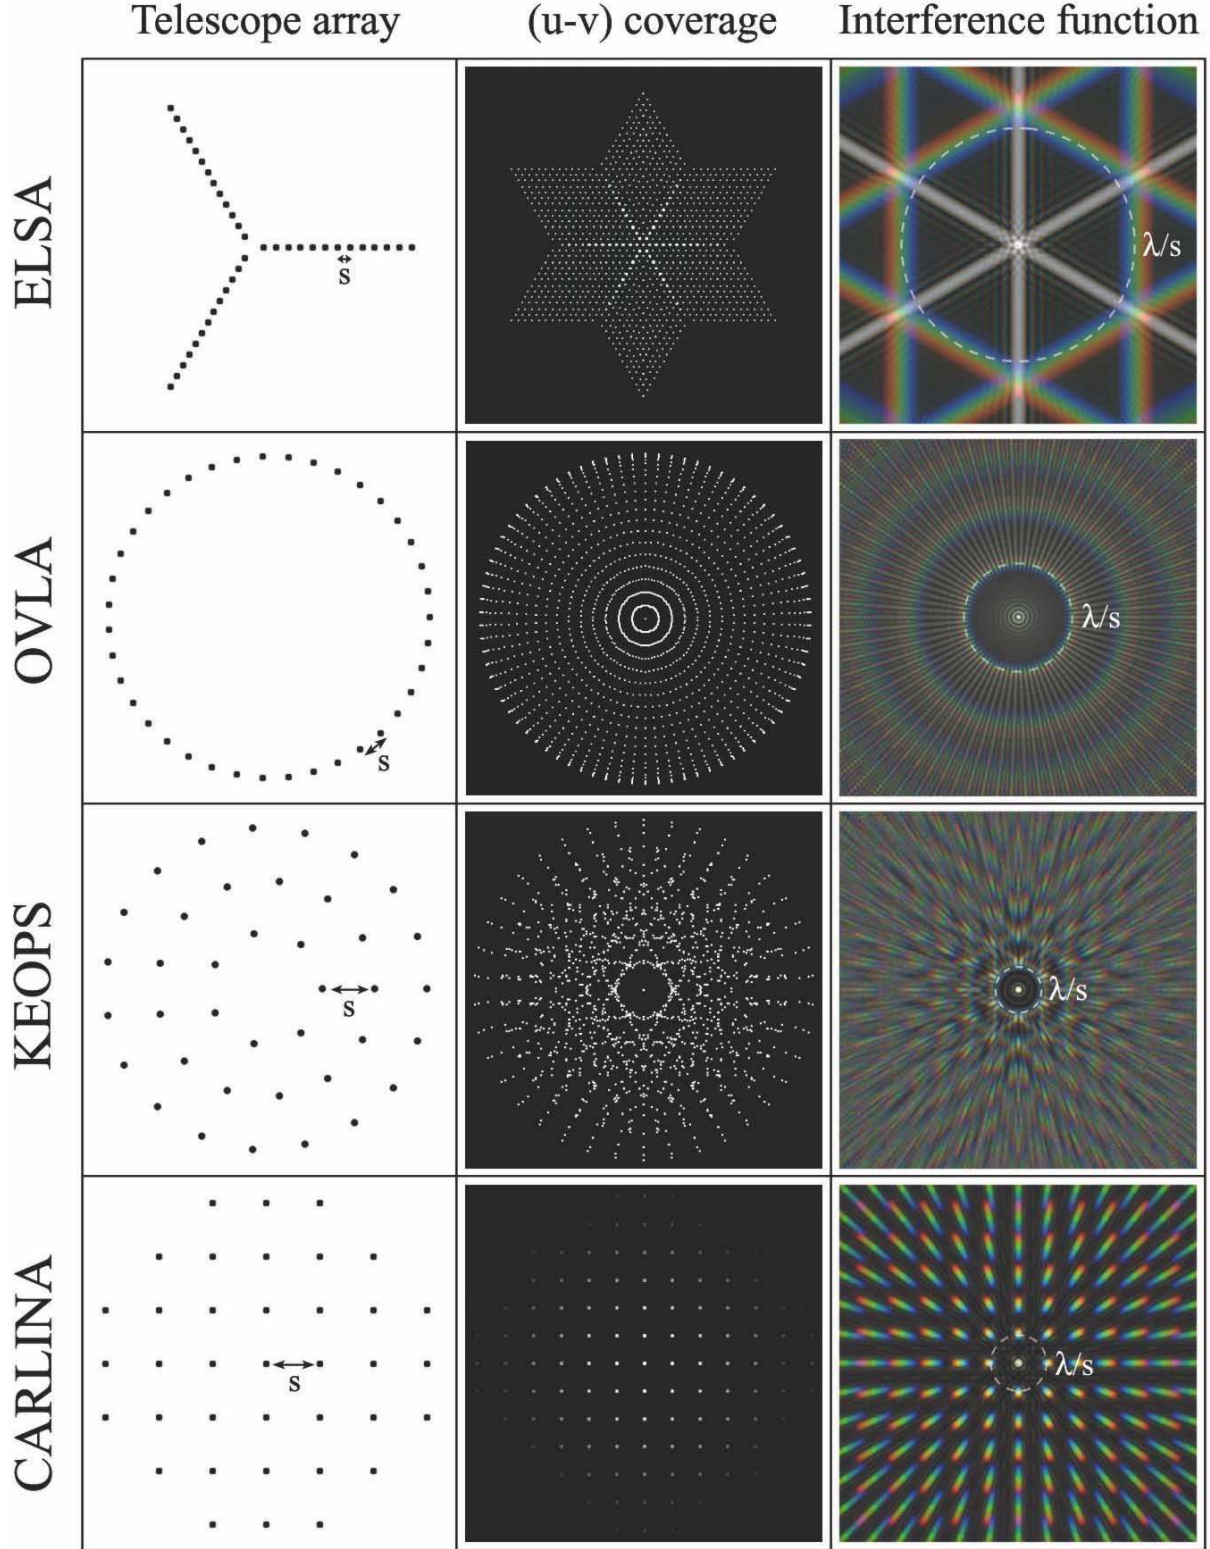 Telescope array (u-v) coverage Interference function
ELSA
s
λ/s
OVLA
s
λ/s
KEOPS
s
λ/s
CARLINA
s
λ/s